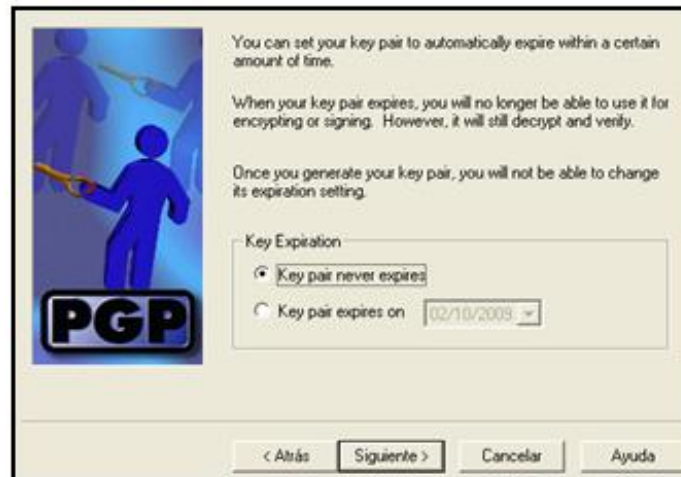 You can set your key pair to automatically expire within a certain
amount of time.
When your key pair expires, you will no longer be able to use it for
encrypting or signing. However, it will still decrypt and verify.
Once you generate your key pair, you will not be able to change
its expiration setting.
Key Expiration
Key pair never expires
Key pair expires on 02/10/2009
PGP
< Atrás Siguiente > Cancelar Ayuda